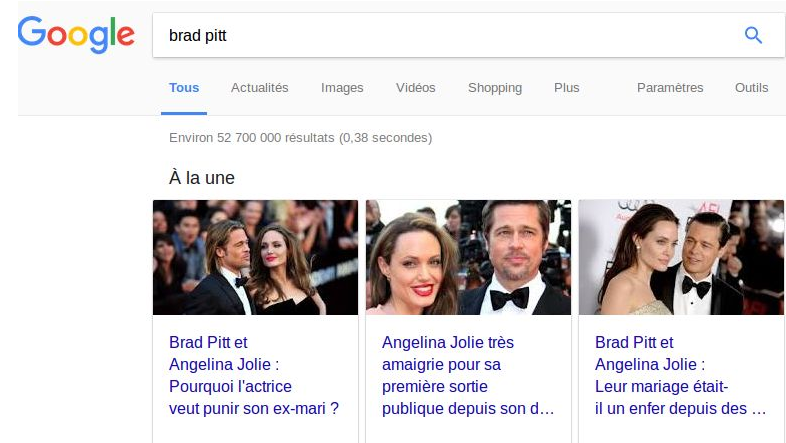 Google
brad pitt
Tous Actualités Images Vidéos Shopping Plus Paramètres Outils
Environ 52 700 000 résultats (0,38 secondes)
À la une
Brad Pitt et
Angelina Jolie :
Pourquoi l'actrice
veut punir son ex-mari ?
Angelina Jolie très
amaigrie pour sa
première sortie
publique depuis son d…
Brad Pitt et
Angelina Jolie :
Leur mariage était-
il un enfer depuis des …